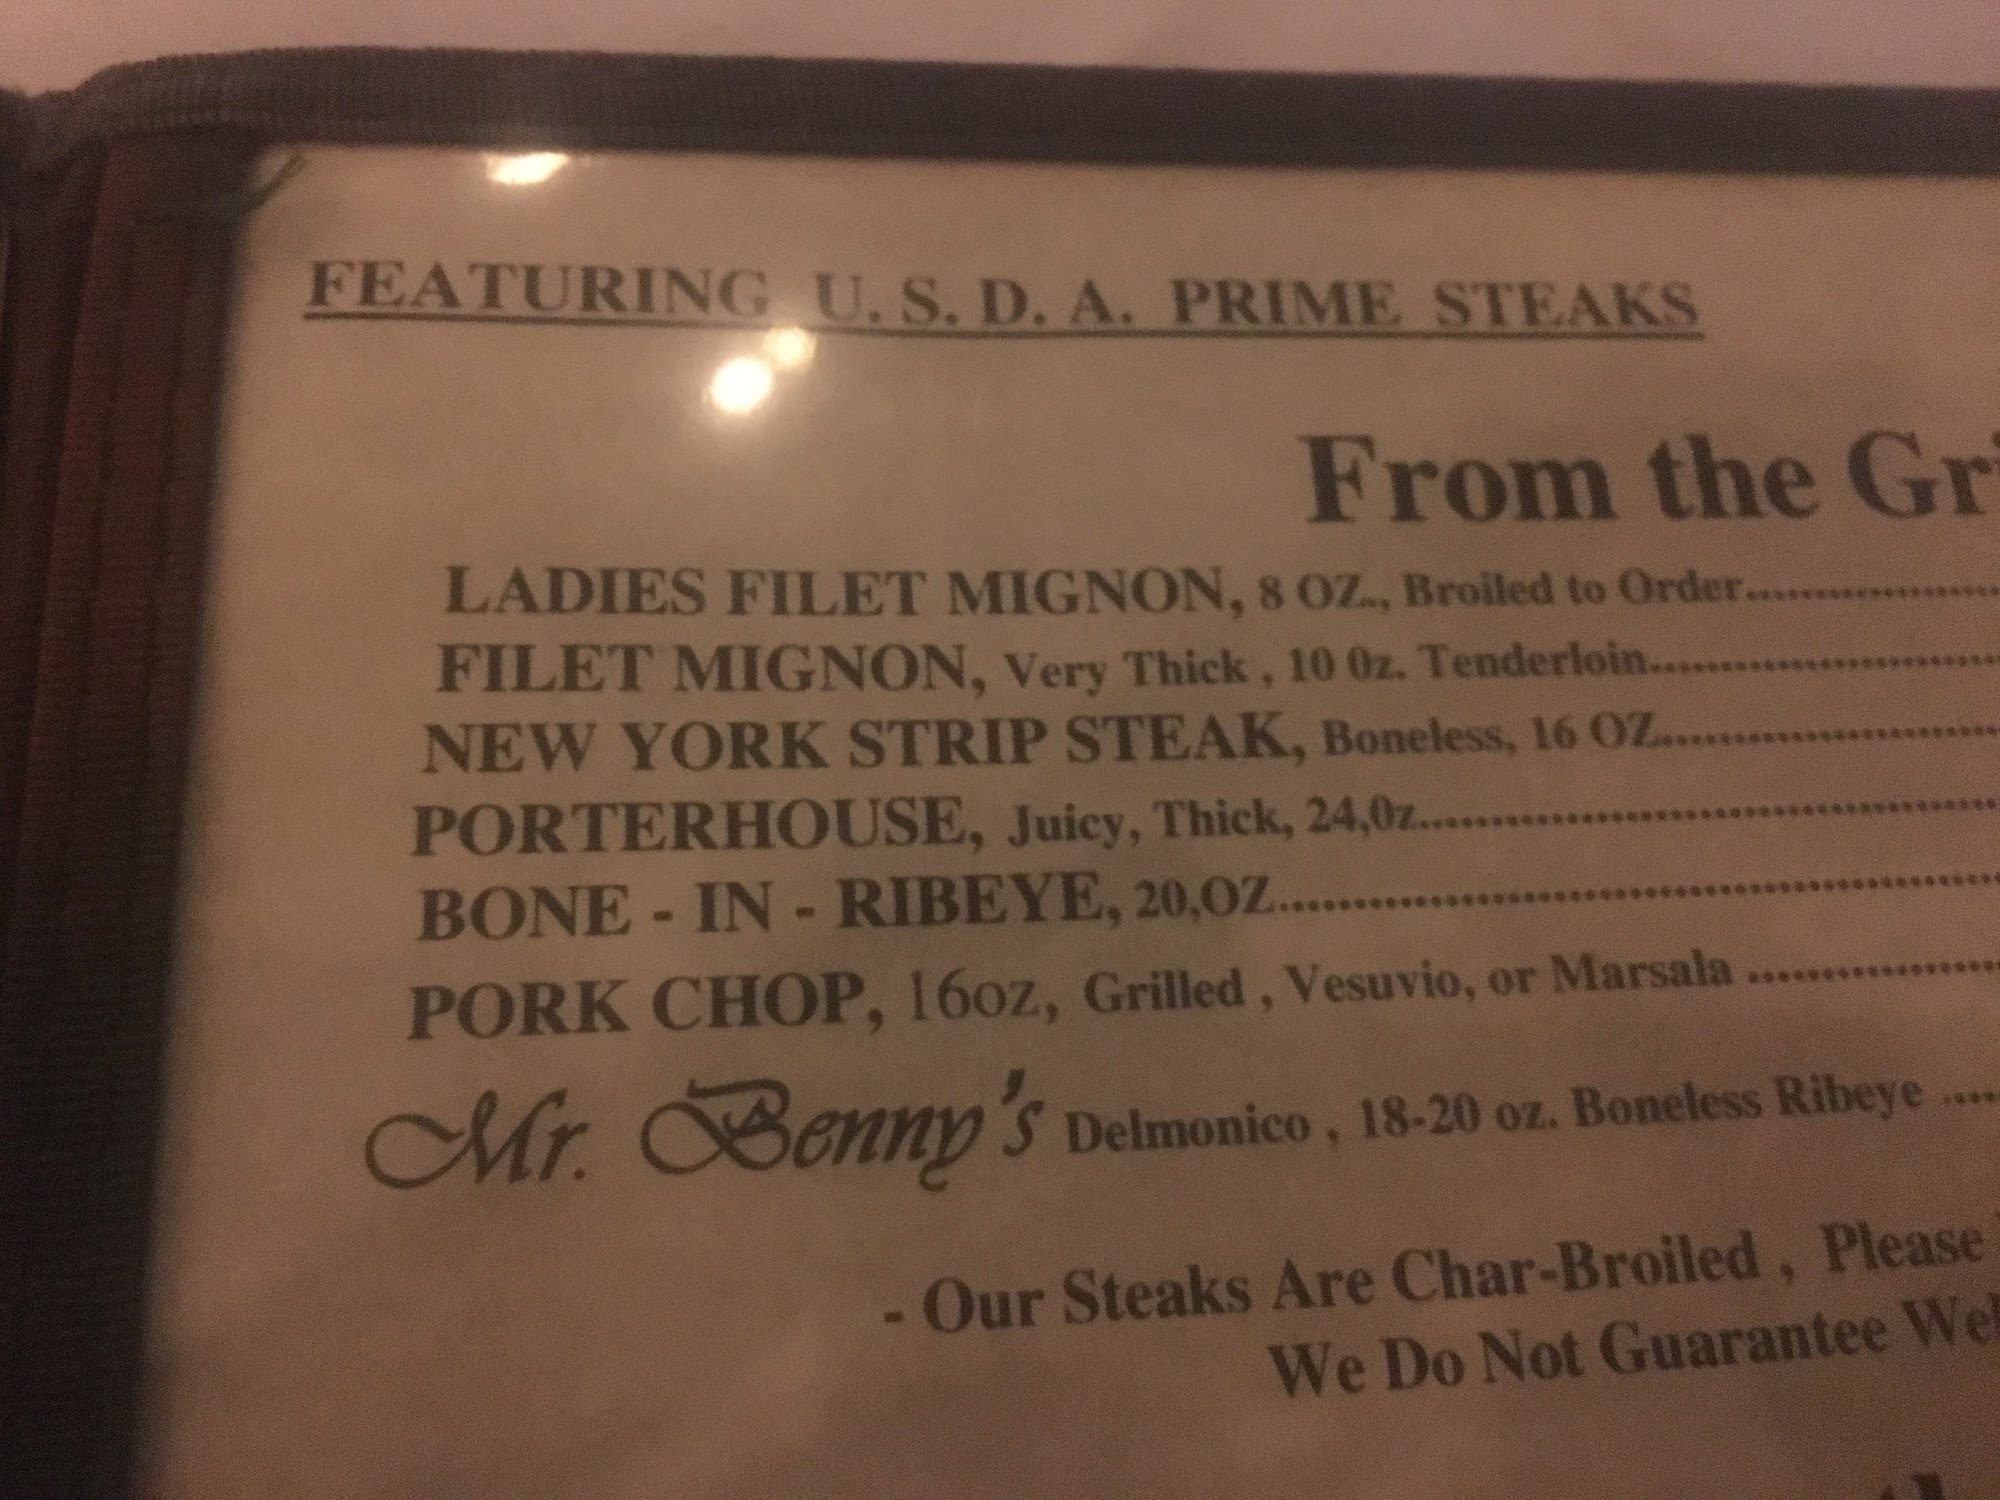 FEATURING U. S. D. A. PRIME STEAKS
From the
LADIES FILET MIGNON, 8 OZ., Broiled to Order....................
FILET MIGNON, Very Thick , 10 0z. Tenderloin....................
NEW YORK STRIP STEAK, Boneless, 16 OZ....................
PORTERHOUSE, Juicy, Thick, 24,0z....................
BONE - IN - RIBEYE, 20,OZ....................
PORK CHOP, 16oz, Grilled , Vesuvio, or Marsala ....................
Mr. Benny's Delmonico , 18-20 oz. Boneless Ribeye ....
- Our Steaks Are Char-Broiled , Please
We Do Not Guarantee